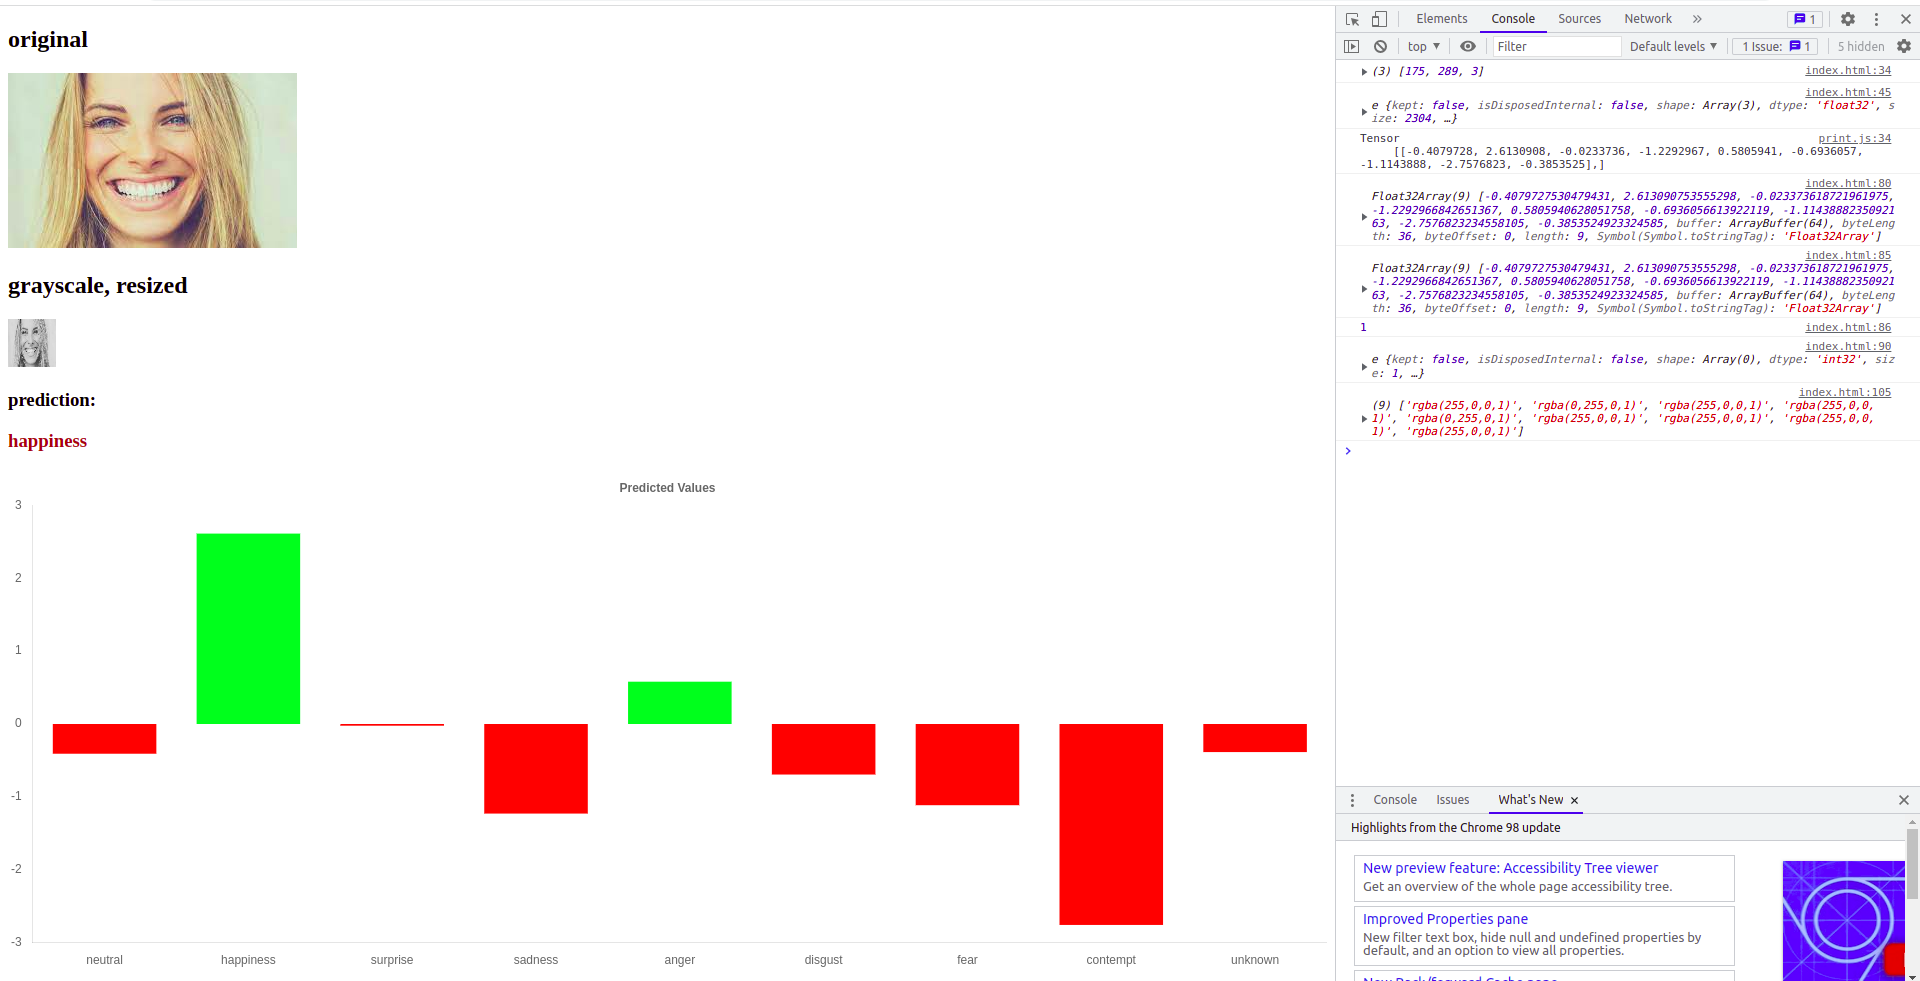 original
grayscale, resized
prediction:
happiness
Predicted Values
3
2
1
0
-1
-2
-3
neutral happiness surprise sadness anger disgust fear contempt unknown
Elements Console Sources Network » 1
top ▼ Filter Default levels ▼ 1 Issue: 1 5 hidden
(3) [175, 289, 3] index.html:34
index.html:45
e {kept: false, isDisposedInternal: false, shape: Array(3), dtype: 'float32', s
ize: 2304, …}
Tensor print.js:34
[[-0.4079728, 2.6130908, -0.0233736, -1.2292967, 0.5805941, -0.6936057,
-1.1143888, -2.7576823, -0.3853525],]
index.html:80
Float32Array(9) [-0.4079727530479431, 2.613090753555298, -0.023373618721961975,
-1.2292966842651367, 0.5805940628051758, -0.6936056613922119, -1.11438882350921
63, -2.7576823234558105, -0.3853524923324585, buffer: ArrayBuffer(64), byteLeng
th: 36, byteOffset: 0, length: 9, Symbol(Symbol.toStringTag): 'Float32Array']
index.html:85
Float32Array(9) [-0.4079727530479431, 2.613090753555298, -0.023373618721961975,
-1.2292966842651367, 0.5805940628051758, -0.6936056613922119, -1.11438882350921
63, -2.7576823234558105, -0.3853524923324585, buffer: ArrayBuffer(64), byteLeng
th: 36, byteOffset: 0, length: 9, Symbol(Symbol.toStringTag): 'Float32Array']
1 index.html:86
index.html:90
e {kept: false, isDisposedInternal: false, shape: Array(0), dtype: 'int32', siz
e: 1, …}
index.html:105
(9) ['rgba(255,0,0,1)', 'rgba(0,255,0,1)', 'rgba(255,0,0,1)', 'rgba(255,0,0,
1)', 'rgba(0,255,0,1)', 'rgba(255,0,0,1)', 'rgba(255,0,0,1)', 'rgba(255,0,0,
1)', 'rgba(255,0,0,1)']
Console Issues What's New ×
Highlights from the Chrome 98 update
New preview feature: Accessibility Tree viewer
Get an overview of the whole page accessibility tree.
Improved Properties pane
New filter text box, hide null and undefined properties by
default, and an option to view all properties.